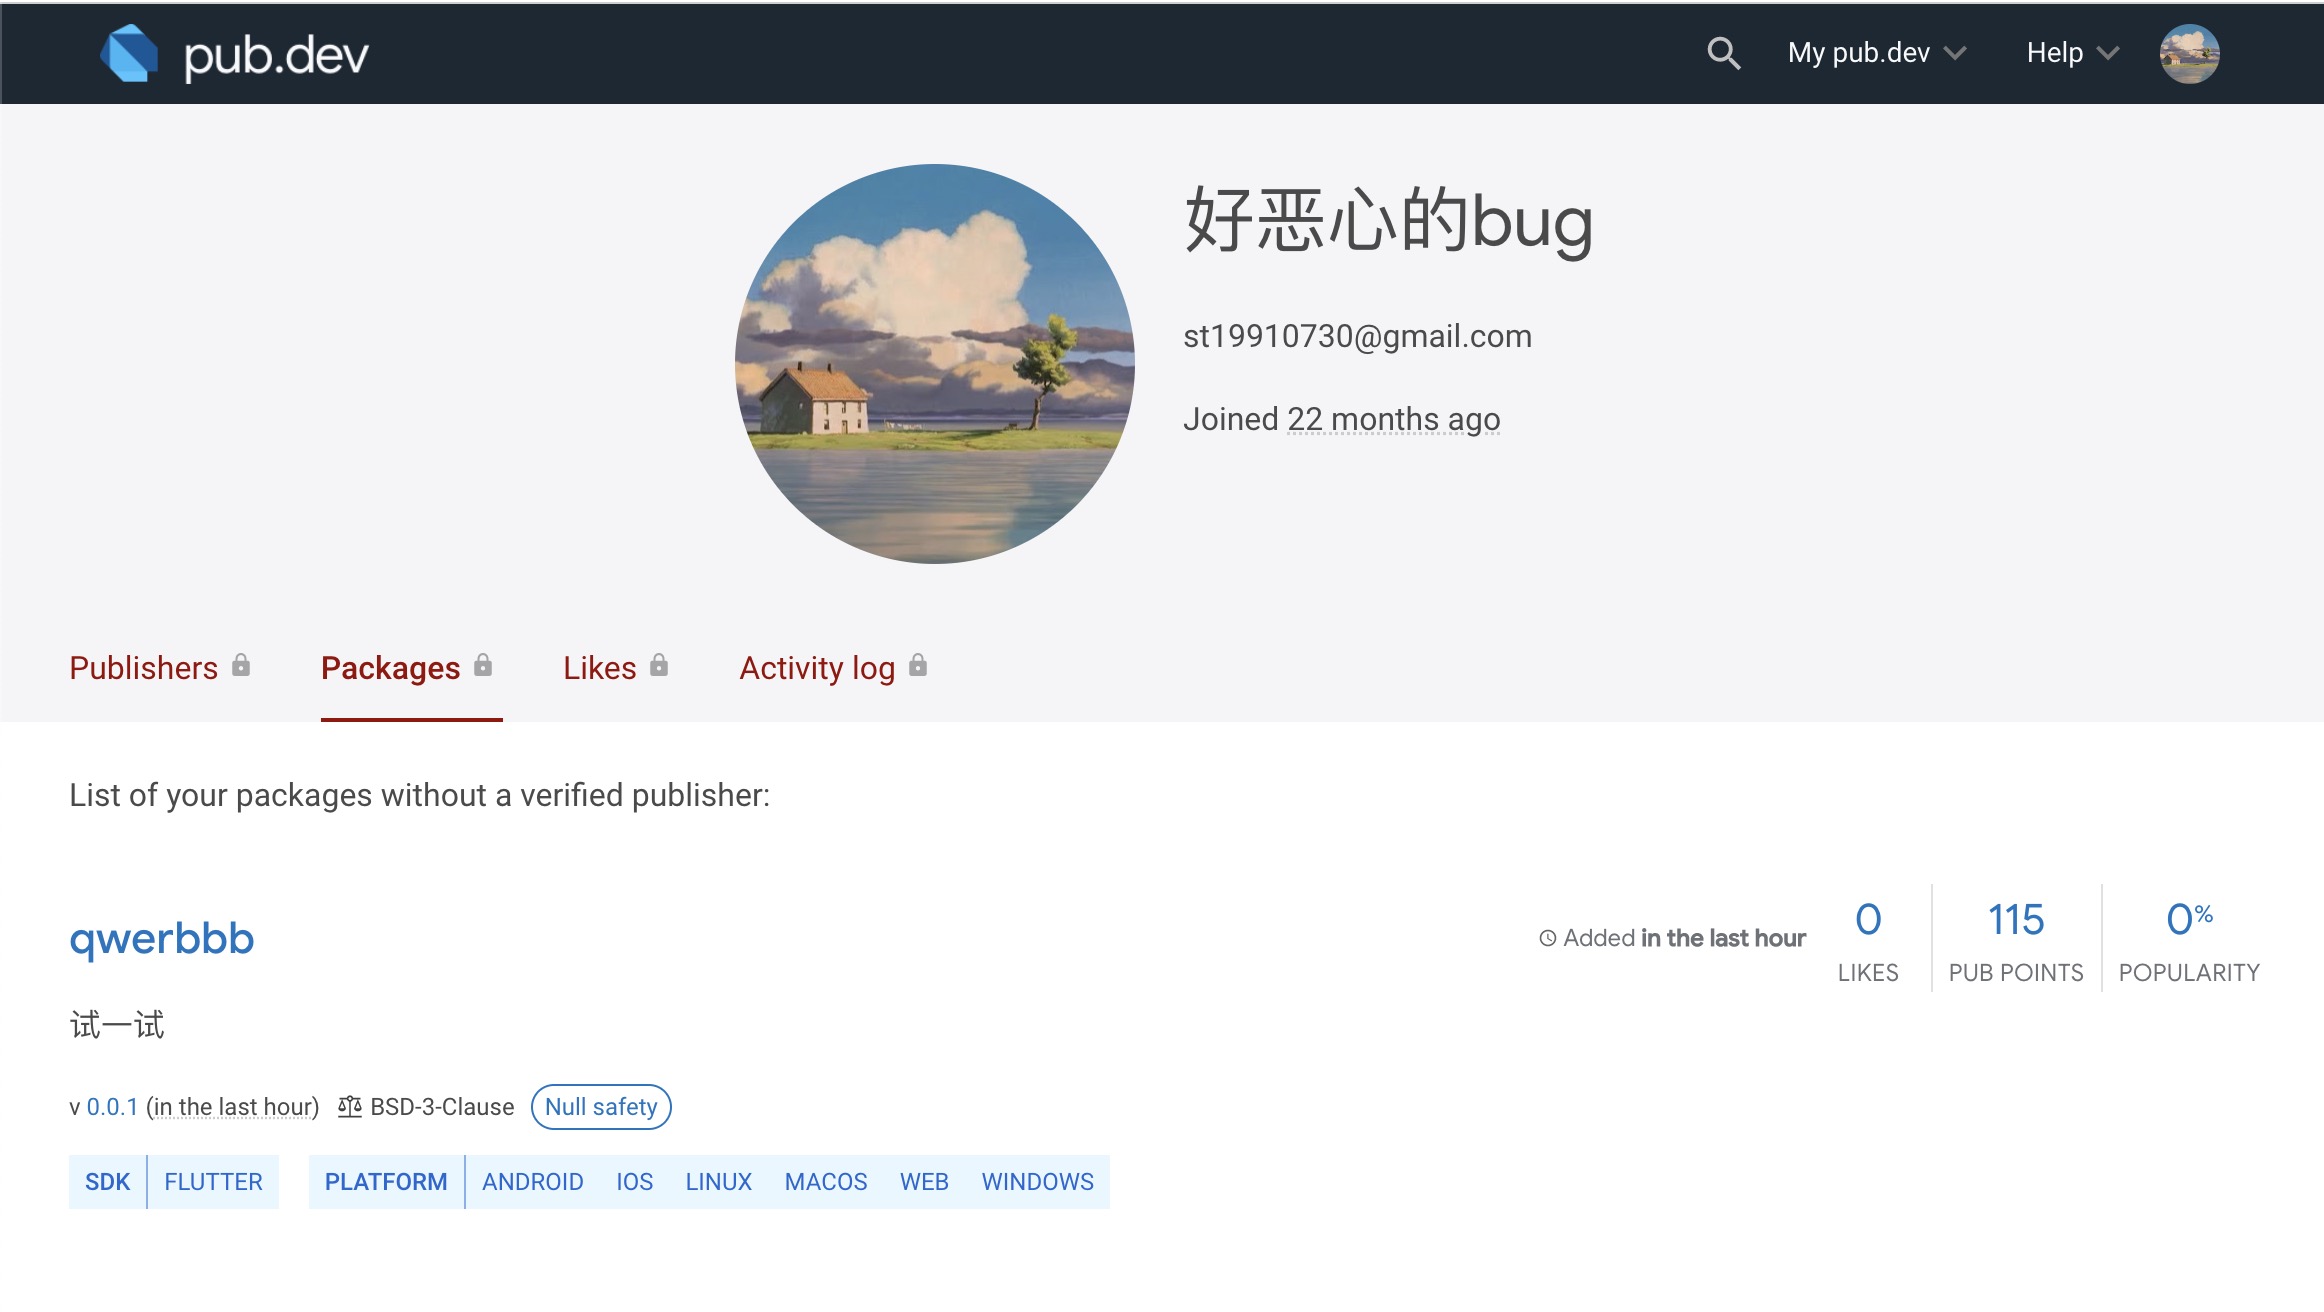 pub.dev
My pub.dev
Help
好恶心的bug
st19910730@gmail.com
Joined 22 months ago
Publishers
Packages
Likes
Activity log
List of your packages without a verified publisher:
qwerbbb
Added in the last hour
0
LIKES
115
PUB POINTS
0%
POPULARITY
试一试
v 0.0.1 (in the last hour) BSD-3-Clause Null safety
SDK FLUTTER PLATFORM ANDROID IOS LINUX MACOS WEB WINDOWS